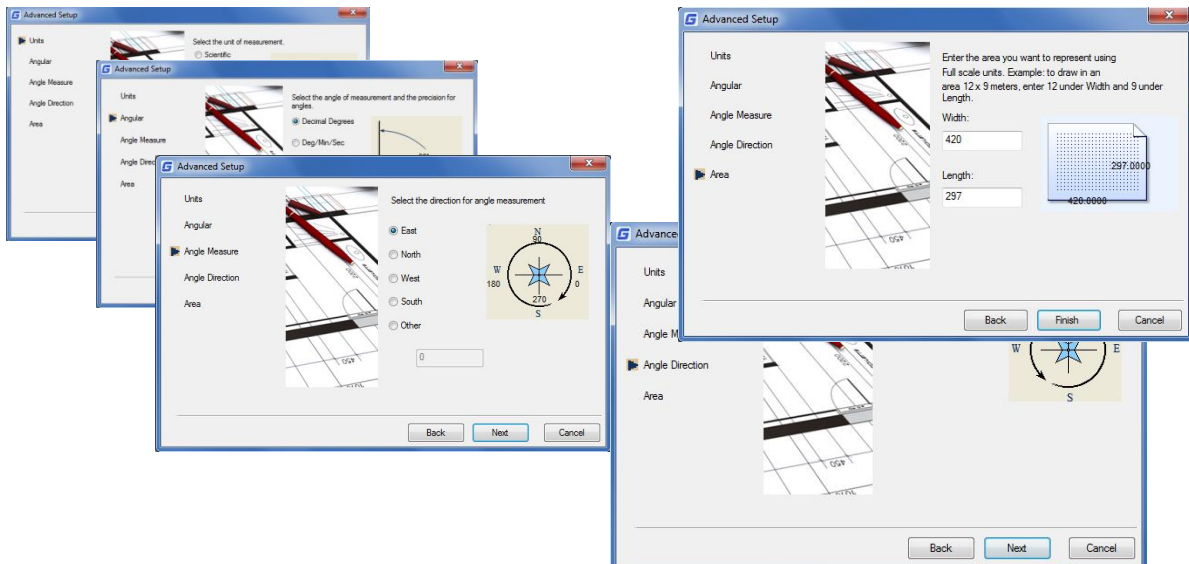 Advanced Setup
Units
Angular
Angle Measure
Angle Direction
Area
Select the unit of measurement.
Scientific
Advanced Setup
Units
Angular
Angle Measure
Area
Select the angle of measurement and the precision for
angles.
Decimal Degrees
Deg/Min/Sec
Advanced Setup
Units
Angular
Angle Measure
Angle Direction
Area
Select the direction for angle measurement
East
North
West
South
Other
0
N
90
W
180
E
0
270
S
450
Back
Next
Cancel
Units
Angular
Angle Direction
Area
W
E
S
450
Back
Next
Cancel
Advanced Setup
Units
Angular
Angle Measure
Angle Direction
Area
Enter the area you want to represent using
Full scale units. Example: to draw in an
area 12 x 9 meters, enter 12 under Width and 9 under
Length.
Width:
420
Length:
297
297.0000
420.0000
450
Back
Finish
Cancel